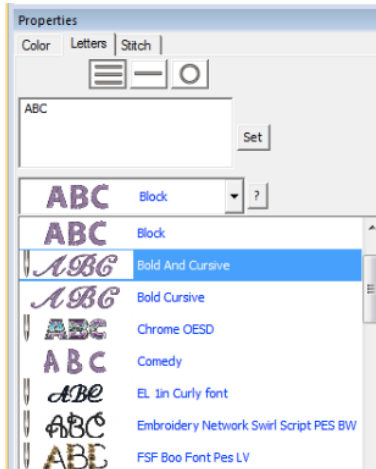 Properties
Color Letters Stitch
ABC
Set
ABC Block ?
ABC Block
ABC Bold And Cursive
ABC Bold Cursive
ABC Chrome OESD
ABC Comedy
ABC EL 1in Curly font
ABC Embroidery Network Swirl Script PES BW
ABC FSF Boo Font Pes LV